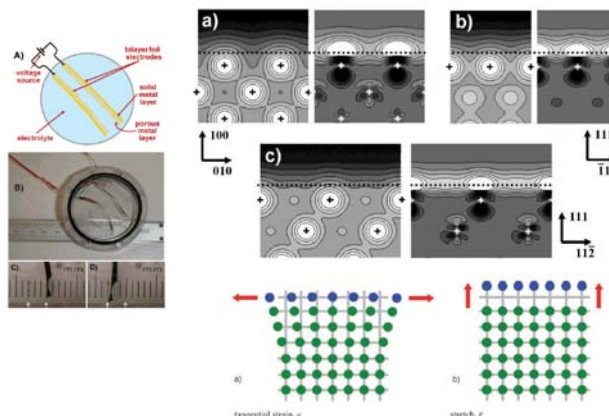 A)
voltage
source
bilayer foil
electrodes
solid
metal
layer
porous
metal
layer
electrolyte
B)
C)
D)
a)
b)
100
010
111
c)
111
112̅
a)
tangential strain, e
b)
stretch, E